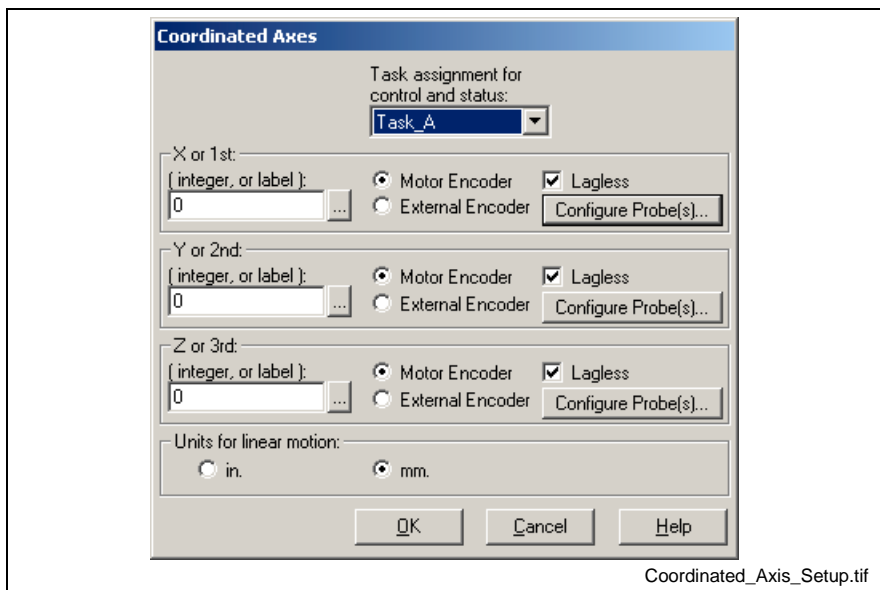 Coordinated Axes
Task assignment for
control and status:
Task_A
X or 1st:
( integer, or label ):
0
...
Motor Encoder
External Encoder
Lagless
Configure Probe(s)...
Y or 2nd:
( integer, or label ):
0
...
Motor Encoder
External Encoder
Lagless
Configure Probe(s)...
Z or 3rd:
( integer, or label ):
0
...
Motor Encoder
External Encoder
Lagless
Configure Probe(s)...
Units for linear motion:
in.
mm.
OK
Cancel
Help
Coordinated_Axis_Setup.tif